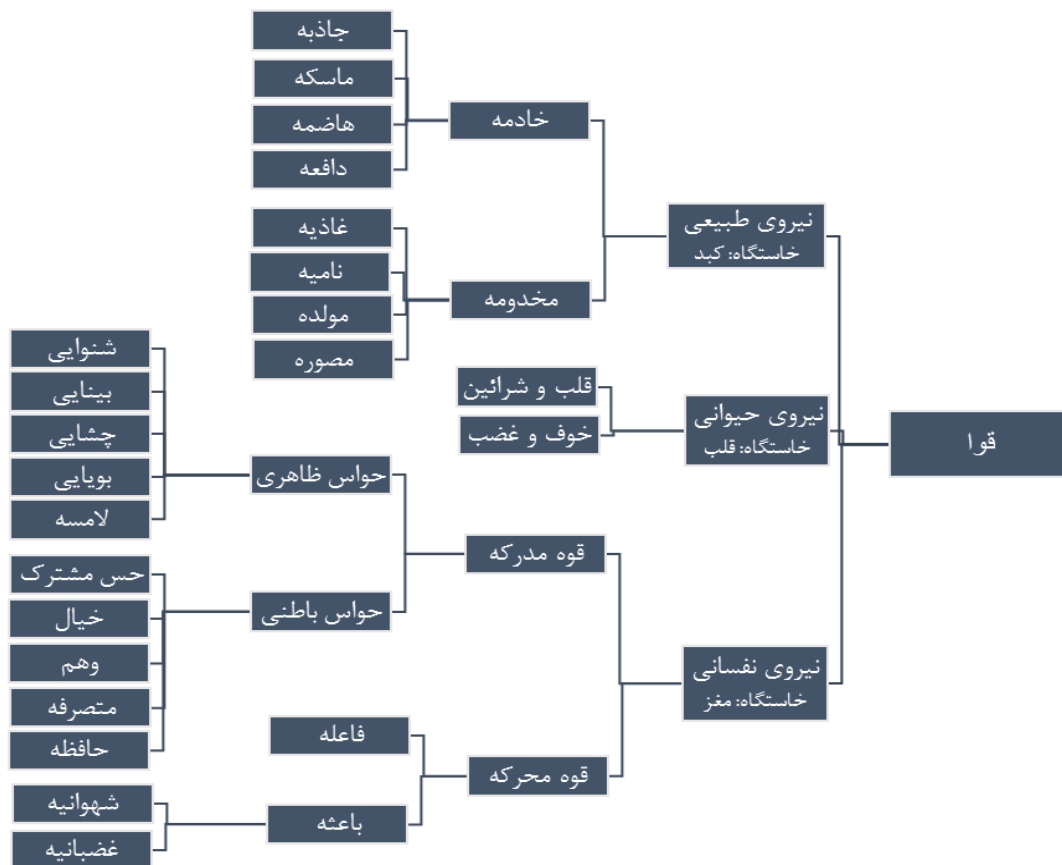 قوا
نیروی طبیعی
خاستگاه: کبد
خادمه
جاذبه
ماسکه
هاضمه
دافعه
مخدومه
غاذیه
نامیه
مولده
مصوره
نیروی حیوانی
خاستگاه: قلب
قلب و شرائین
خوف و غضب
نیروی نفسانی
خاستگاه: مغز
قوه مدرکه
حواس ظاهری
شنوایی
بینایی
چشایی
بویایی
لامسه
حواس باطنی
حس مشترک
خیال
وهم
متصرفه
حافظه
قوه محرکه
فاعله
باعثه
شهوانیه
غضبانیه